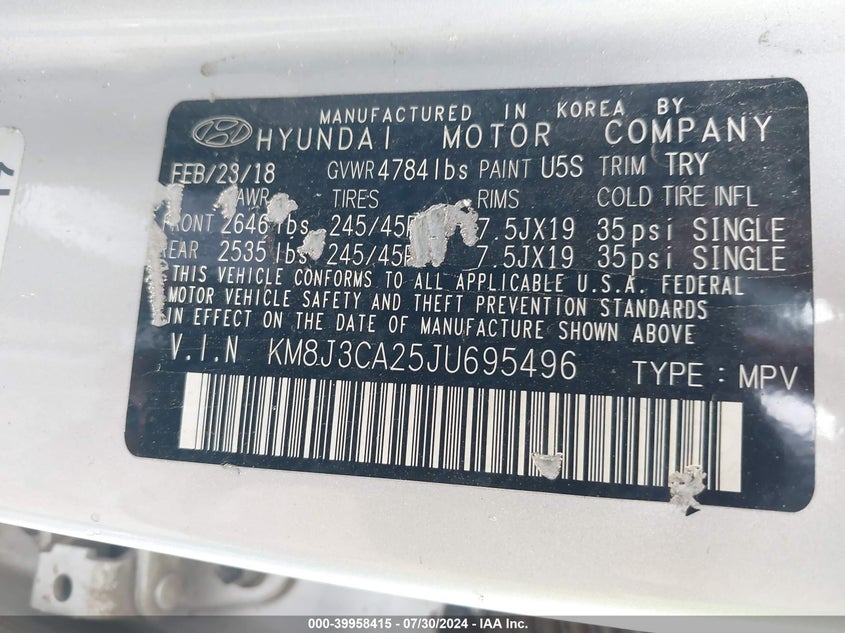 MANUFACTURED IN KOREA BY
HYUNDAI MOTOR COMPANY
FEB/23/18 GVWR 4784lbs PAINT U5S TRIM TRY
TIRES RIMS COLD TIRE INFL
FRONT 2646 lbs 245/45 7.5JX19 35psi SINGLE
REAR 2535 lbs 245/45 7.5JX19 35psi SINGLE
THIS VEHICLE CONFORMS TO ALL APPLICABLE U.S.A. FEDERAL
MOTOR VEHICLE SAFETY AND THEFT PREVENTION STANDARDS
IN EFFECT ON THE DATE OF MANUFACTURE SHOWN ABOVE
V.I.N KM8J3CA25JU695496 TYPE : MPV
000-39958415 - 07/30/2024 - IAA Inc.